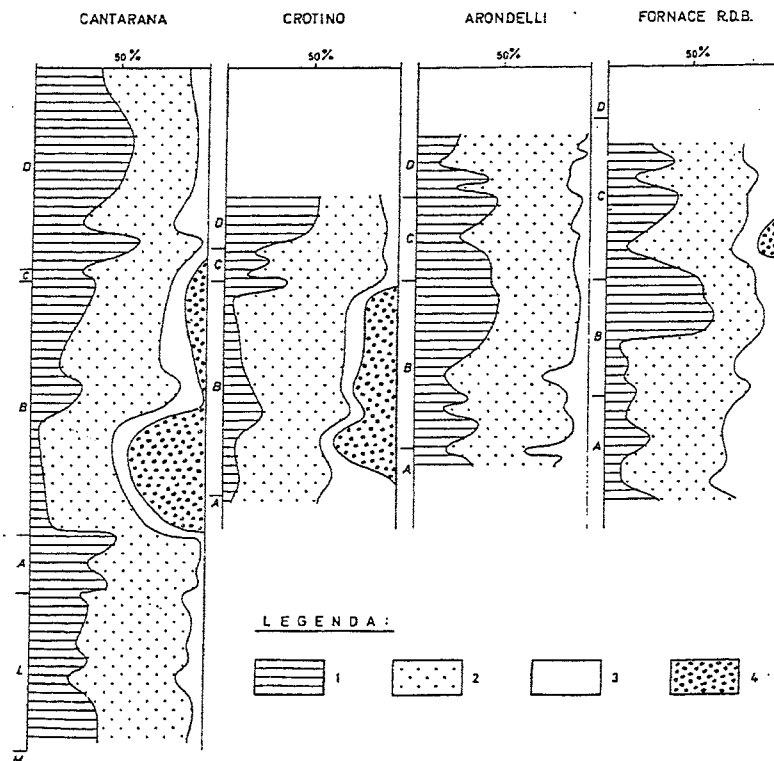 CANTARANA CROTINO ARONDELLI FORNACE R.D.B.
50% 50% 50% 50%
D
C
B
A
L
M
D
C
B
A
D
C
B
A
D
C
B
A
LEGENDA:
1 2 3 4